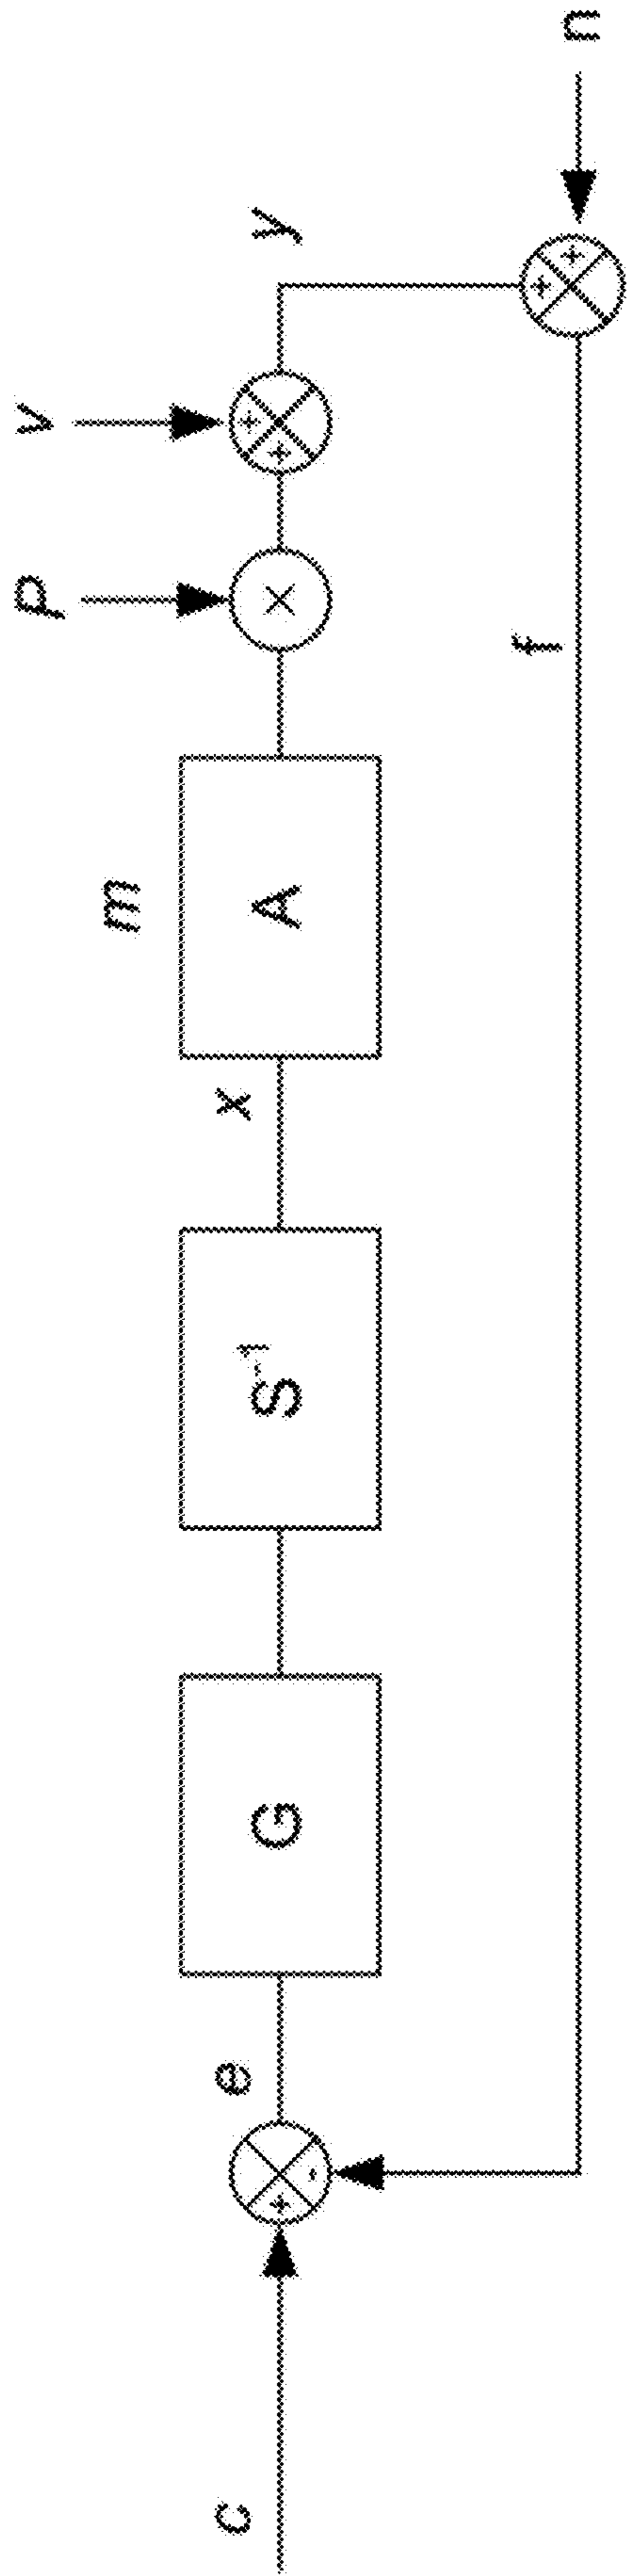 c
+
-
e
G
S⁻¹
x
m
A
P
×
v
+
+
y
n
+
+
f